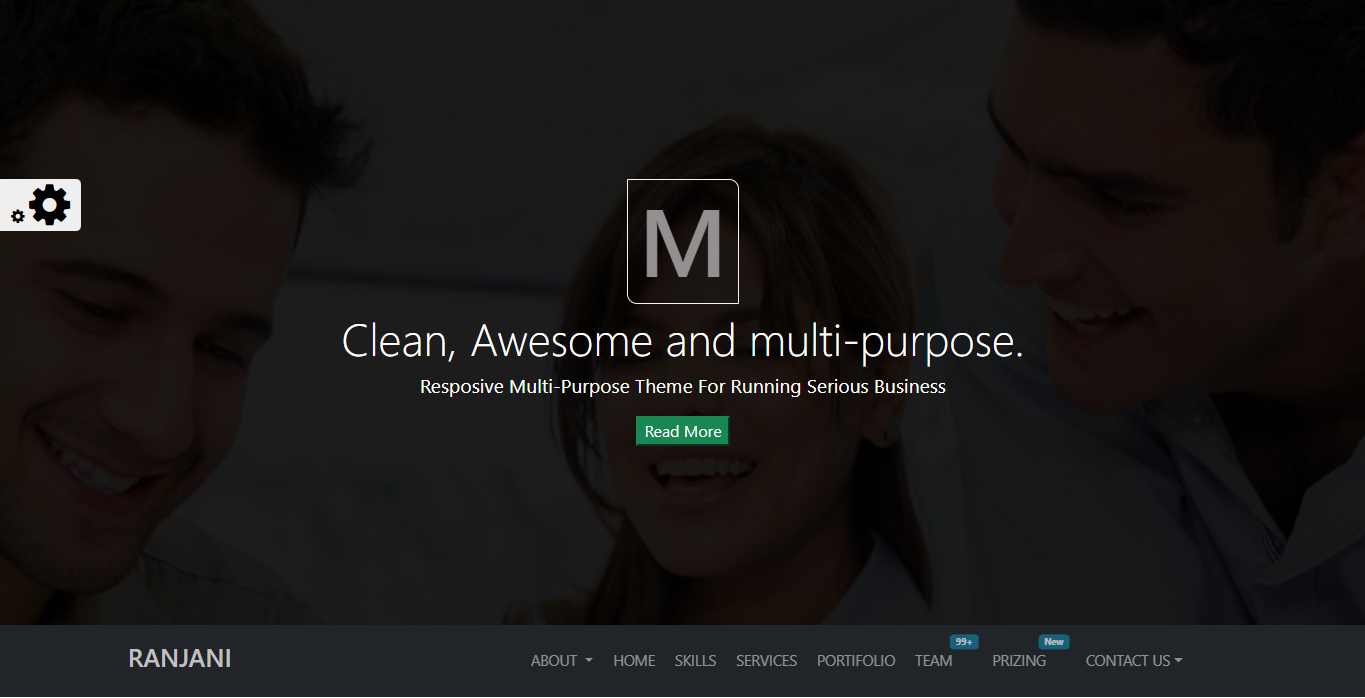 M
Clean, Awesome and multi-purpose.
Resposive Multi-Purpose Theme For Running Serious Business
Read More
RANJANI ABOUT HOME SKILLS SERVICES PORTIFOLIO TEAM 99+ PRIZING New CONTACT US